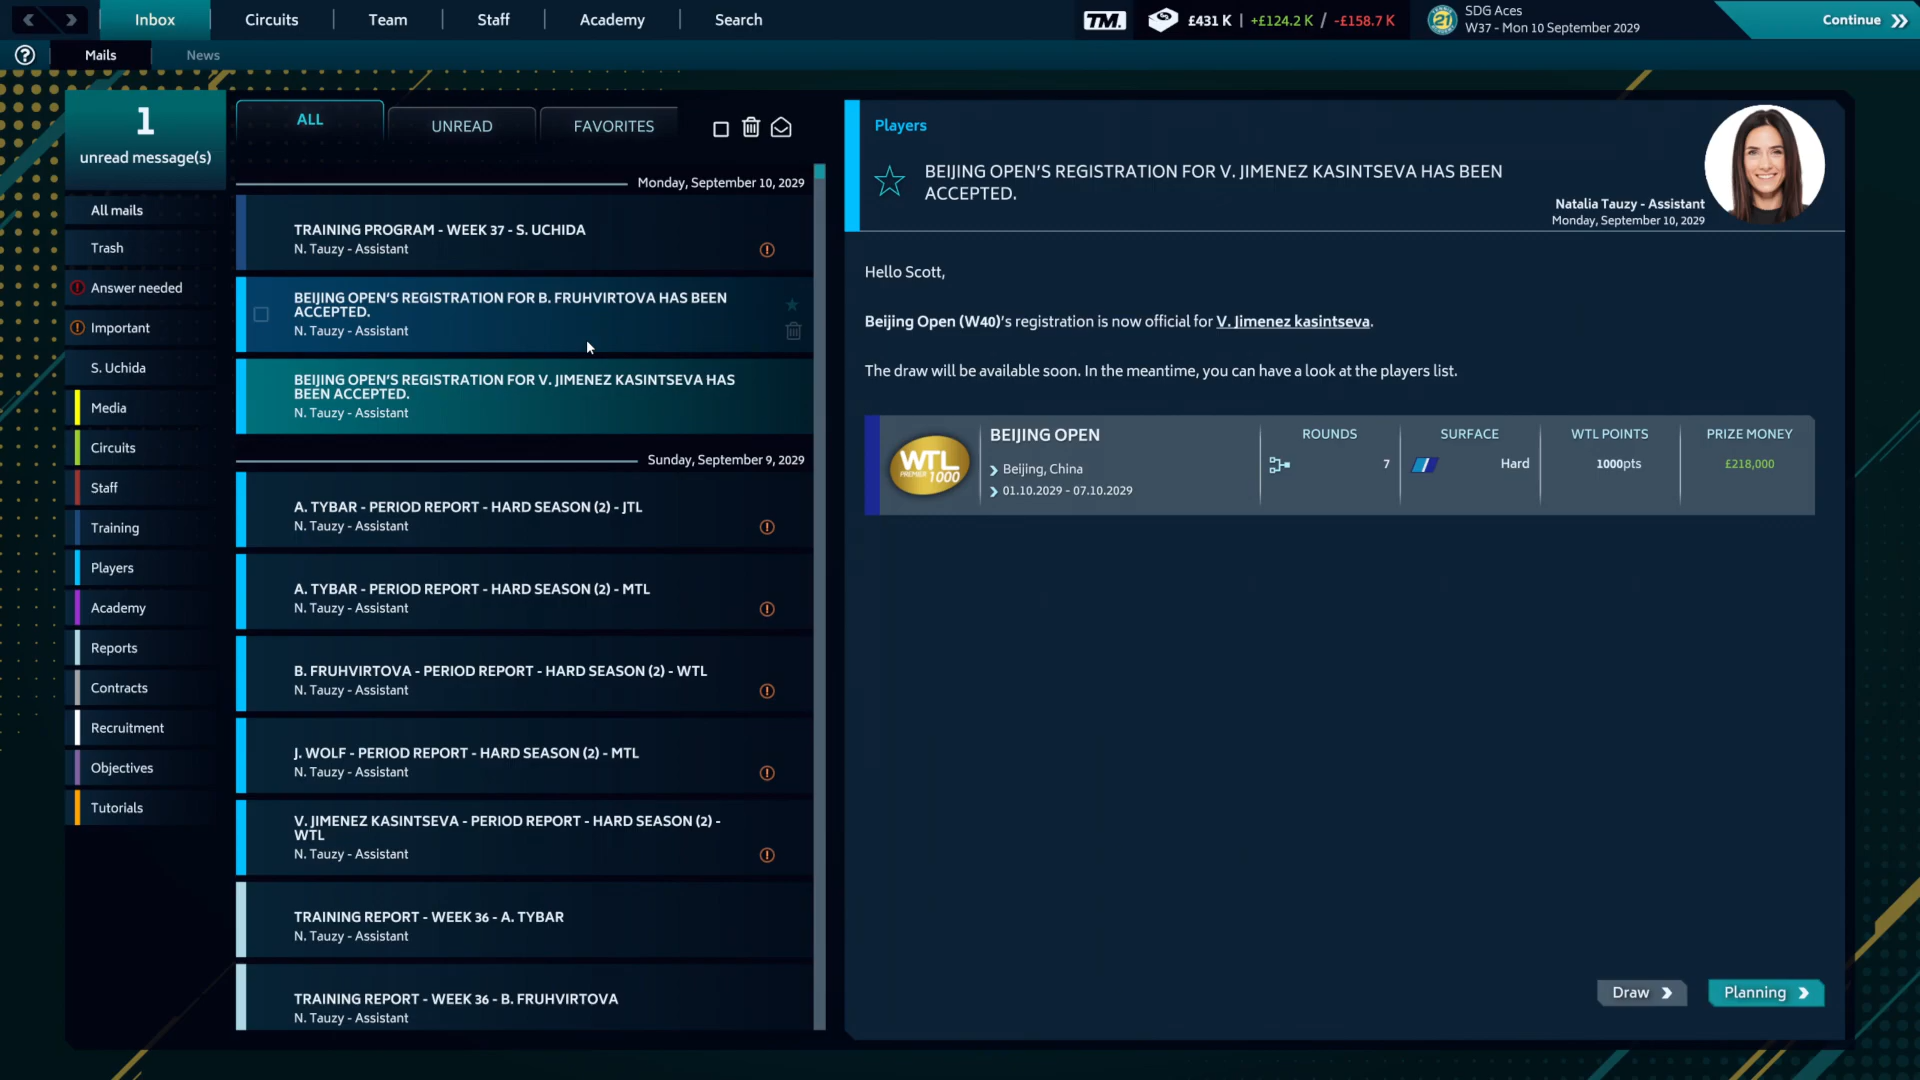 Inbox
Circuits
Team
Staff
Academy
Search
TM.
£431 K | +£124.2 K / -£158.7 K
21
SDG Aces
W37 - Mon 10 September 2029
Continue
?
Mails
News
1
unread message(s)
All mails
Trash
Answer needed
Important
S. Uchida
Media
Circuits
Staff
Training
Players
Academy
Reports
Contracts
Recruitment
Objectives
Tutorials
ALL
UNREAD
FAVORITES
Monday, September 10, 2029
TRAINING PROGRAM - WEEK 37 - S. UCHIDA
N. Tauzy - Assistant
BEIJING OPEN'S REGISTRATION FOR B. FRUHVIRTOVA HAS BEEN
ACCEPTED.
N. Tauzy - Assistant
BEIJING OPEN'S REGISTRATION FOR V. JIMENEZ KASINTSEVA HAS
BEEN ACCEPTED.
N. Tauzy - Assistant
Sunday, September 9, 2029
A. TYBAR - PERIOD REPORT - HARD SEASON (2) - JTL
N. Tauzy - Assistant
A. TYBAR - PERIOD REPORT - HARD SEASON (2) - MTL
N. Tauzy - Assistant
B. FRUHVIRTOVA - PERIOD REPORT - HARD SEASON (2) - WTL
N. Tauzy - Assistant
J. WOLF - PERIOD REPORT - HARD SEASON (2) - MTL
N. Tauzy - Assistant
V. JIMENEZ KASINTSEVA - PERIOD REPORT - HARD SEASON (2) -
WTL
N. Tauzy - Assistant
TRAINING REPORT - WEEK 36 - A. TYBAR
N. Tauzy - Assistant
TRAINING REPORT - WEEK 36 - B. FRUHVIRTOVA
N. Tauzy - Assistant
Players
BEIJING OPEN'S REGISTRATION FOR V. JIMENEZ KASINTSEVA HAS BEEN
ACCEPTED.
Natalia Tauzy - Assistant
Monday, September 10, 2029
Hello Scott,
Beijing Open (W40)'s registration is now official for V. Jimenez kasintseva.
The draw will be available soon. In the meantime, you can have a look at the players list.
WTL
PREMIER 1000
BEIJING OPEN
Beijing, China
01.10.2029 - 07.10.2029
ROUNDS
7
SURFACE
Hard
WTL POINTS
1000pts
PRIZE MONEY
£218,000
Draw
Planning